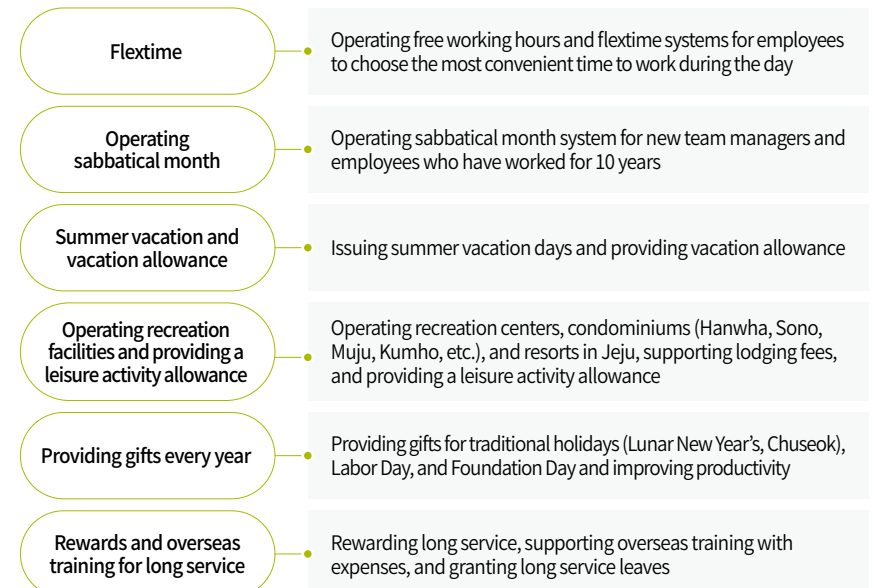 Flextime
Operating free working hours and flextime systems for employees
to choose the most convenient time to work during the day
Operating
sabbatical month
Operating sabbatical month system for new team managers and
employees who have worked for 10 years
Summer vacation and
vacation allowance
Issuing summer vacation days and providing vacation allowance
Operating recreation
facilities and providing a
leisure activity allowance
Operating recreation centers, condominiums (Hanwha, Sono,
Muju, Kumho, etc.), and resorts in Jeju, supporting lodging fees,
and providing a leisure activity allowance
Providing gifts every year
Providing gifts for traditional holidays (Lunar New Year’s, Chuseok),
Labor Day, and Foundation Day and improving productivity
Rewards and overseas
training for long service
Rewarding long service, supporting overseas training with
expenses, and granting long service leaves